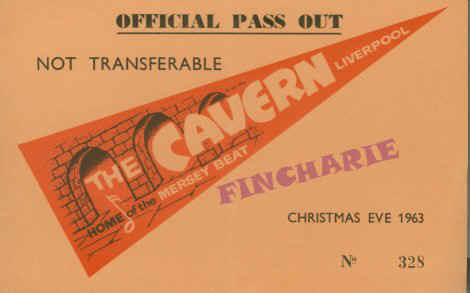 OFFICIAL PASS OUT
NOT TRANSFERABLE
THE CAVERN LIVERPOOL
HOME of the MERSEY BEAT
FINCHARIE
CHRISTMAS EVE 1963
No 328